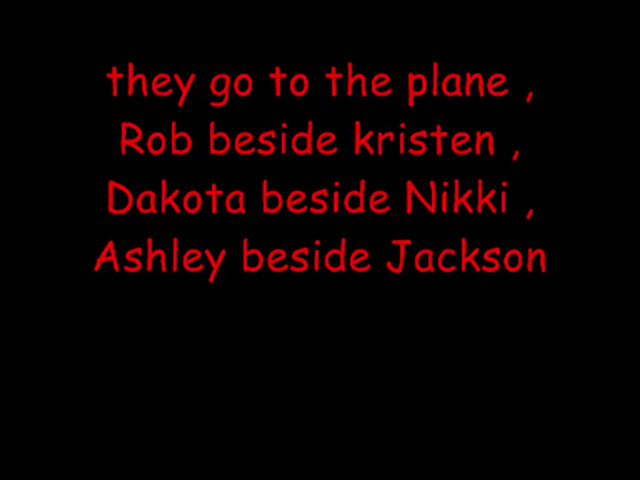 they go to the plane ,
Rob beside kristen ,
Dakota beside Nikki ,
Ashley beside Jackson